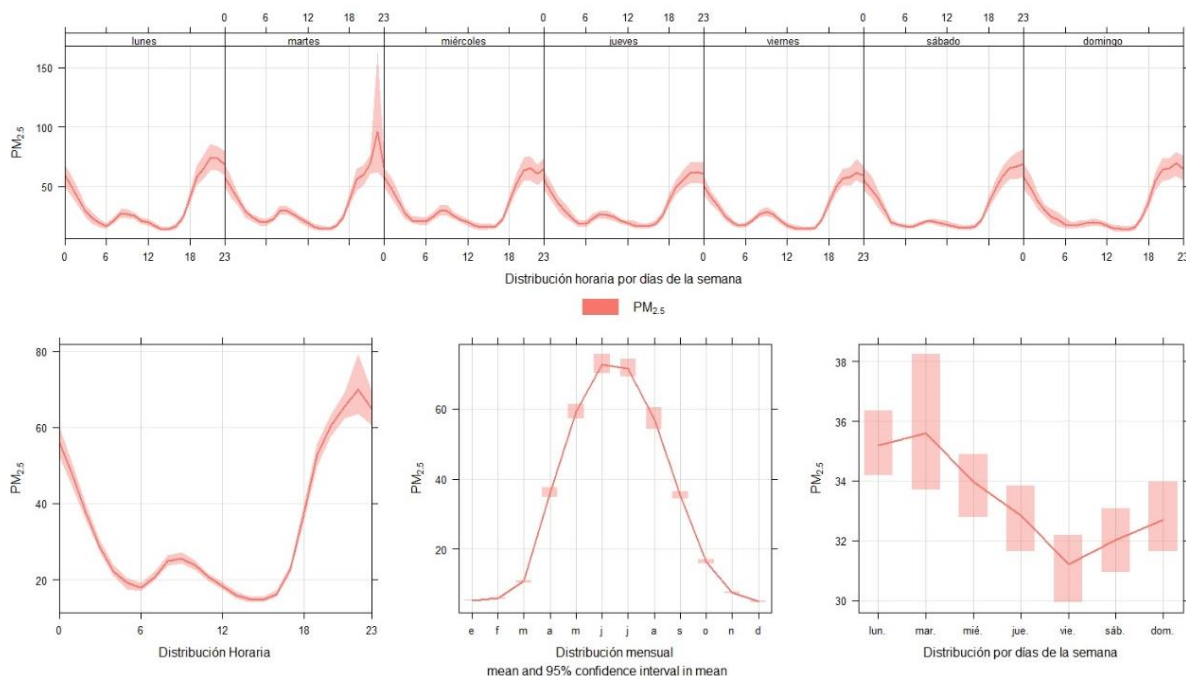 0 6 12 18 23 0 6 12 18 23 0 6 12 18 23
lunes martes miércoles jueves viernes sábado domingo
150
100
50
PM2.5
0 6 12 18 23 0 6 12 18 23 0 6 12 18 23 0 6 12 18 23
Distribución horaria por días de la semana
PM2.5
80
60
40
20
PM2.5
0 6 12 18 23
Distribución Horaria
60
40
20
PM2.5
e f m a m j j a s o n d
Distribución mensual
mean and 95% confidence interval in mean
38
36
34
32
30
PM2.5
lun. mar. mié. jue. vie. sáb. dom.
Distribución por días de la semana